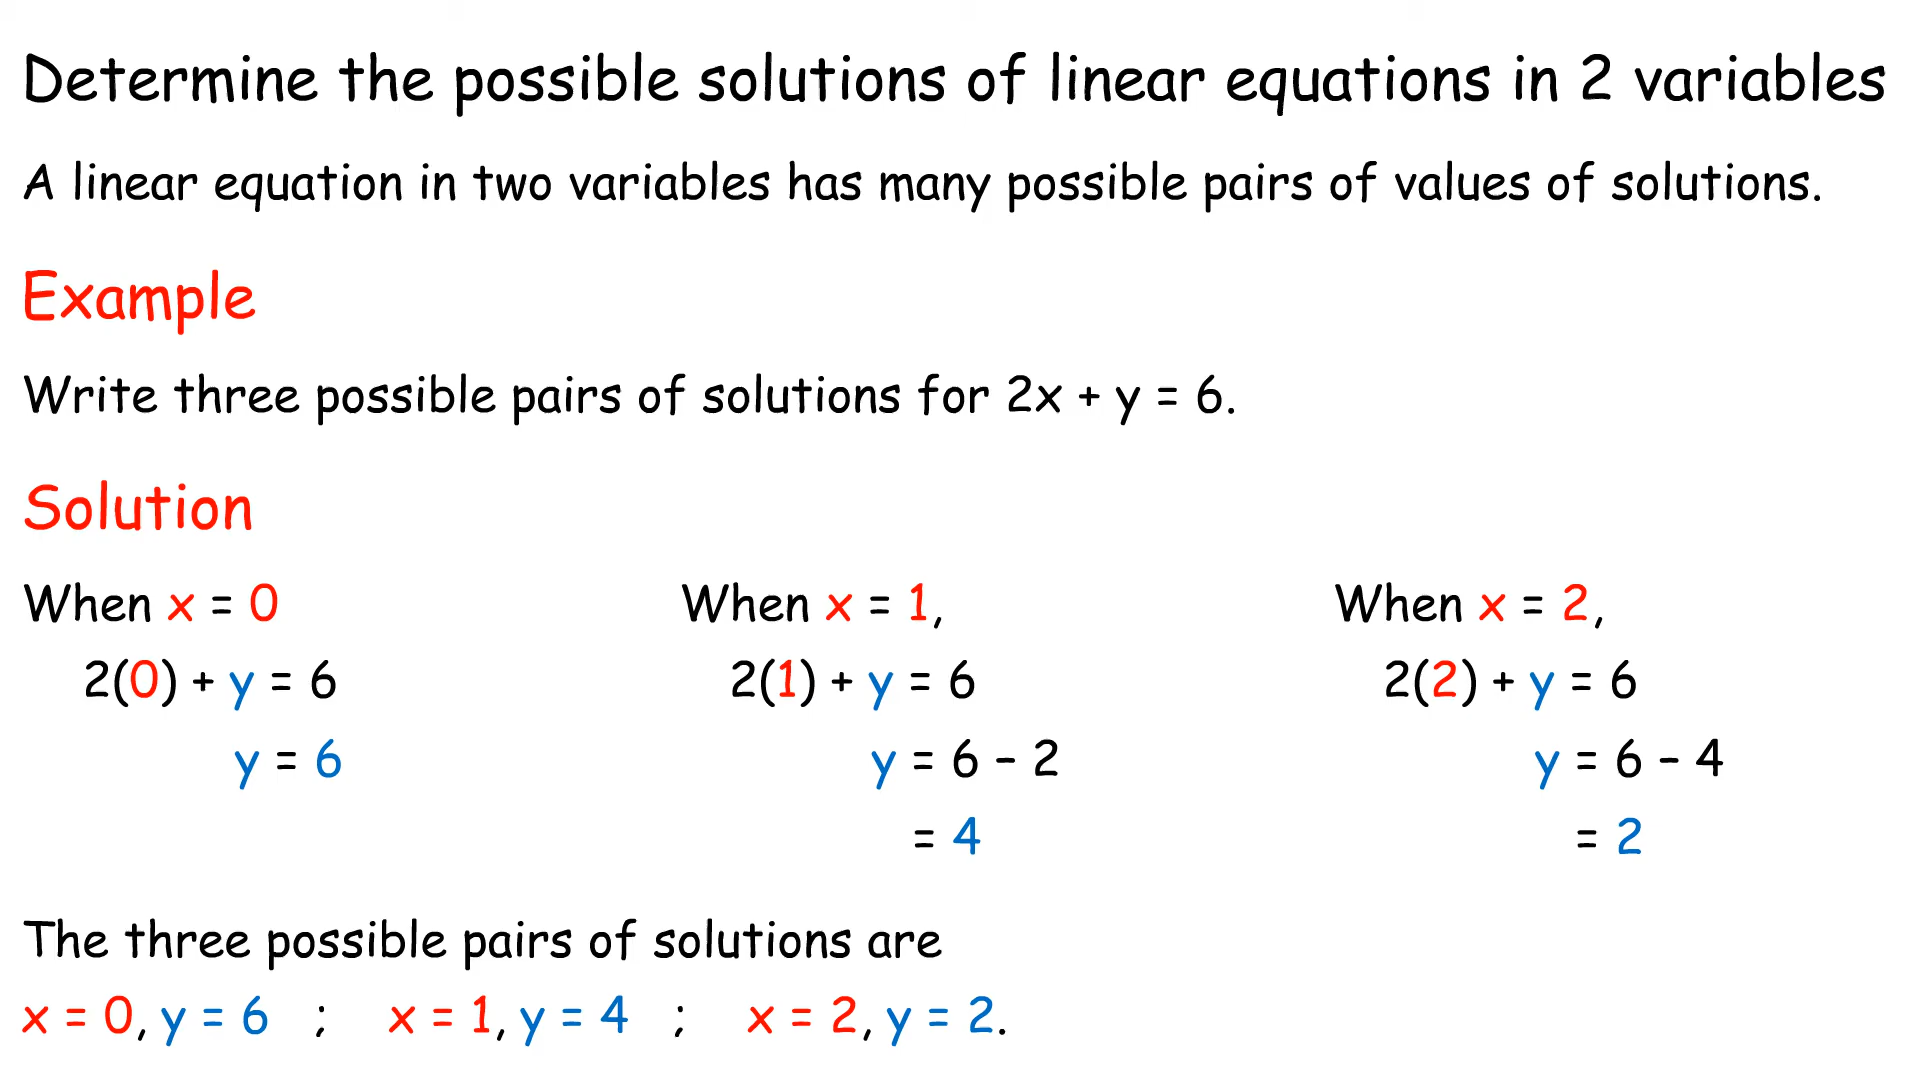 Determine the possible solutions of linear equations in 2 variables
A linear equation in two variables has many possible pairs of values of solutions.
Example
Write three possible pairs of solutions for 2x + y = 6.
Solution
When x = 0
2(0) + y = 6
y = 6
When x = 1,
2(1) + y = 6
y = 6 – 2
= 4
When x = 2,
2(2) + y = 6
y = 6 – 4
= 2
The three possible pairs of solutions are
x = 0, y = 6 ; x = 1, y = 4 ; x = 2, y = 2.